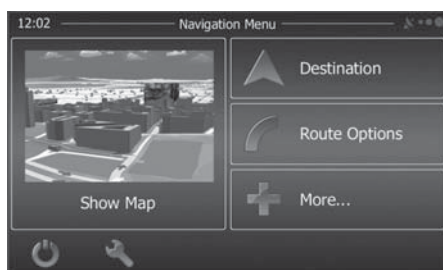 12:02
Navigation Menu
Destination
Route Options
Show Map
More...